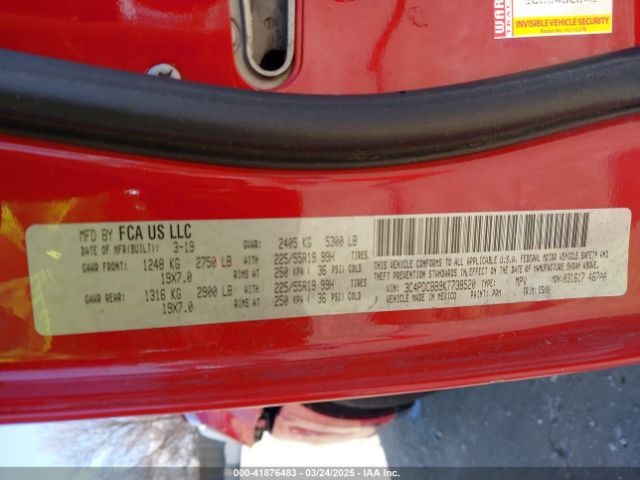 INVISIBLE VEHICLE SECURITY
MFD BY FCA US LLC
DATE OF MFR(BUILT): 3-19 GVWR: 2405 KG 5300 LB
GAWR FRONT: 1248 KG 2750 LB WITH 225/55R19 99H TIRES
19X7.0 RIMS AT 250 KPA ( 36 PSI) COLD
GAWR REAR: 1316 KG 2900 LB WITH 225/55R19 99H TIRES
19X7.0 RIMS AT 250 KPA ( 36 PSI) COLD
THIS VEHICLE CONFORMS TO ALL APPLICABLE U.S.A. FEDERAL MOTOR VEHICLE SAFETY AND
THEFT PREVENTION STANDARDS IN EFFECT ON THE DATE OF MANUFACTURE SHOWN ABOVE.
VIN: 3C4PDCBB9KT738520 TYPE: MPV MDH: 031617 487AA
VEHICLE MADE IN MEXICO PAINT: PRM TRIM:
000-41876483 - 03/24/2025 - IAA Inc.